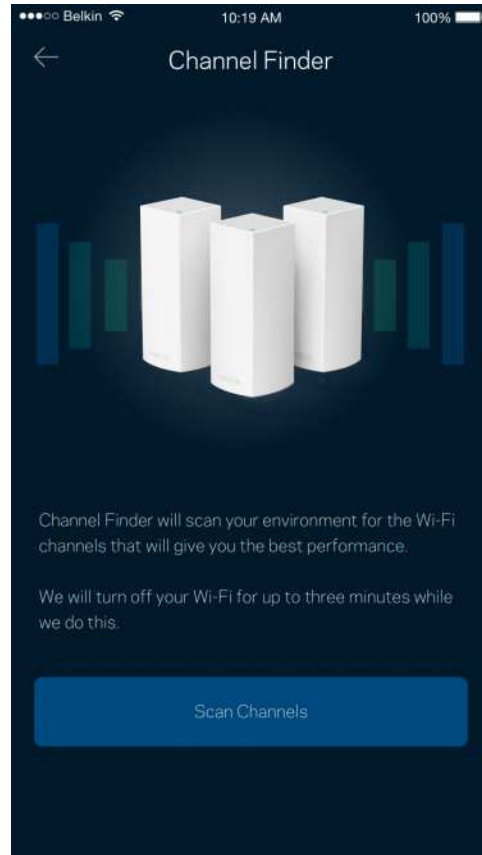 Belkin 10:19 AM 100%
Channel Finder
Channel Finder will scan your environment for the Wi-Fi
channels that will give you the best performance.
We will turn off your Wi-Fi for up to three minutes while
we do this.
Scan Channels